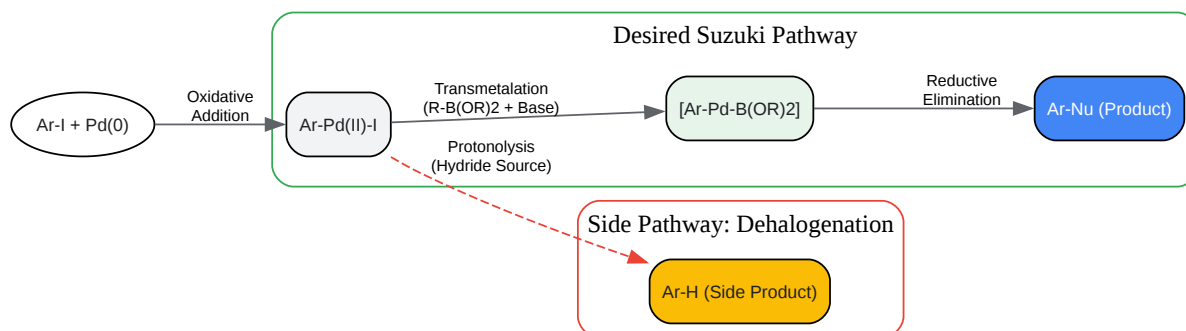 Desired Suzuki Pathway
Ar-I + Pd(0)
Oxidative
Addition
Ar-Pd(II)-I
Transmetalation
(R-B(OR)2 + Base)
[Ar-Pd-B(OR)2]
Reductive
Elimination
Ar-Nu (Product)
Protonolysis
(Hydride Source)
Side Pathway: Dehalogenation
Ar-H (Side Product)